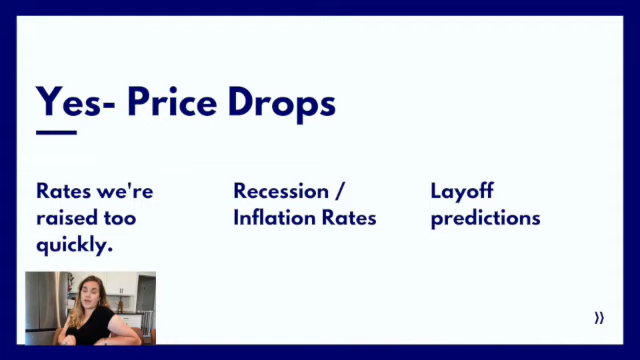 Yes- Price Drops
Rates we're
raised too
quickly.
Recession /
Inflation Rates
Layoff
predictions